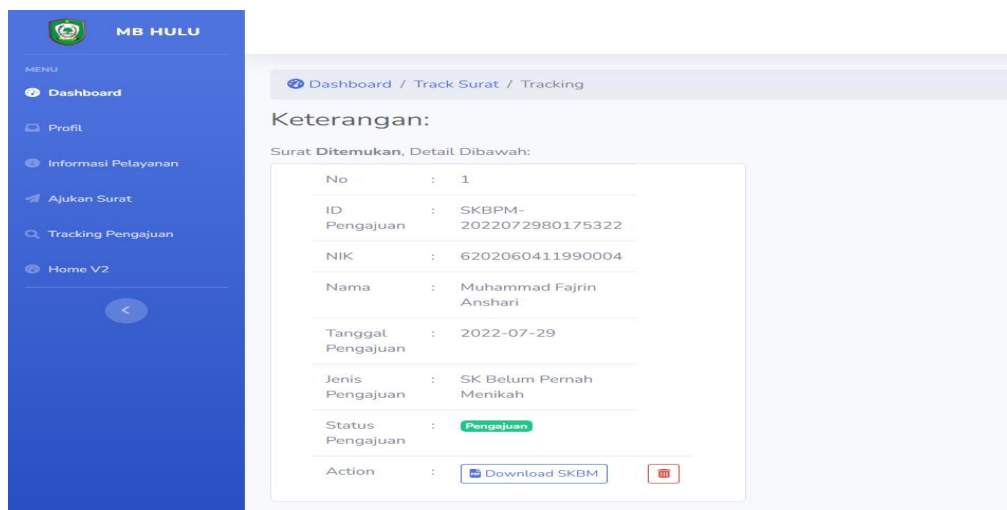 MB HULU
MENU
Dashboard
Profil
Informasi Pelayanan
Ajukan Surat
Tracking Pengajuan
Home V2
<
Dashboard / Track Surat / Tracking
Keterangan:
Surat Ditemukan, Detail Dibawah:
No : 1
ID : SKBPM-
Pengajuan 2022072980175322
NIK : 6202060411990004
Nama : Muhammad Fajrin
Anshari
Tanggal : 2022-07-29
Pengajuan
Jenis : SK Belum Pernah
Pengajuan Menikah
Status : Pengajuan
Pengajuan
Action : Download SKBM